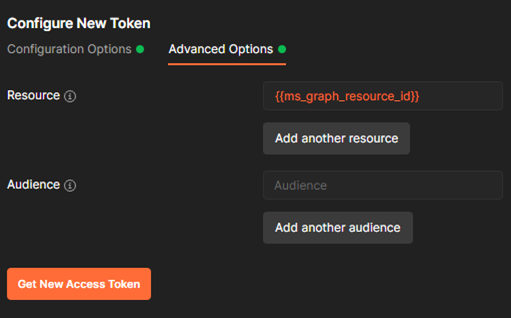 Configure New Token
Configuration Options
Advanced Options
Resource
{{ms_graph_resource_id}}
Add another resource
Audience
Audience
Add another audience
Get New Access Token